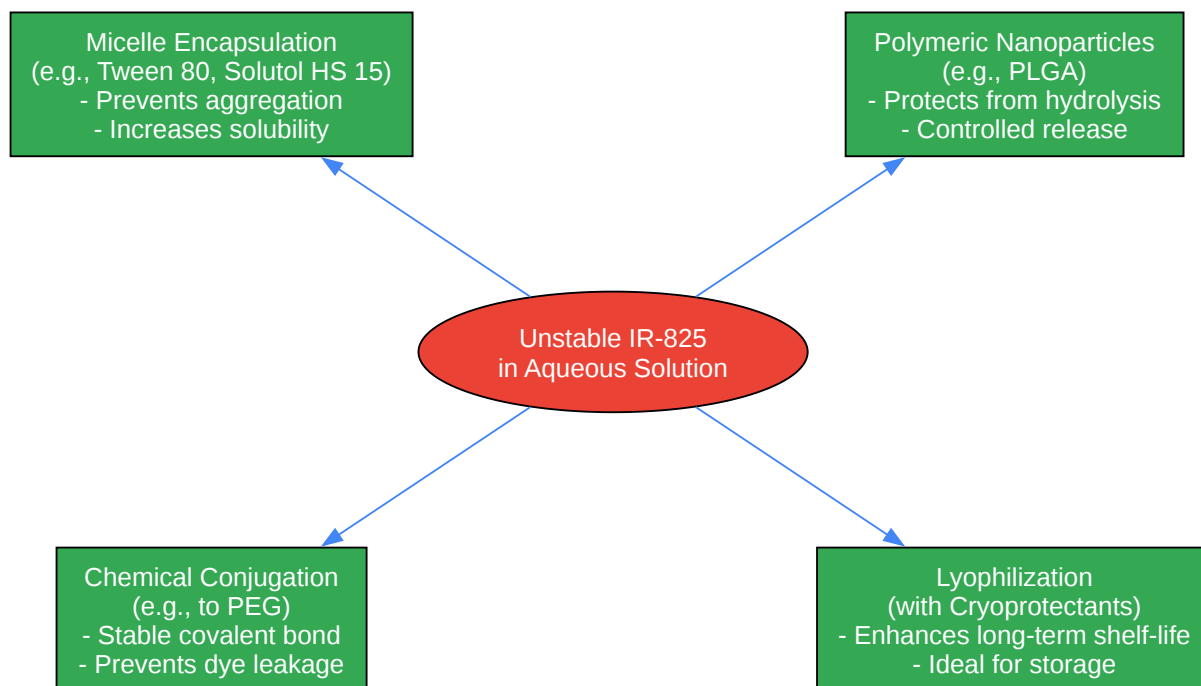 Micelle Encapsulation
(e.g., Tween 80, Solutol HS 15)
- Prevents aggregation
- Increases solubility
Polymeric Nanoparticles
(e.g., PLGA)
- Protects from hydrolysis
- Controlled release
Unstable IR-825
in Aqueous Solution
Chemical Conjugation
(e.g., to PEG)
- Stable covalent bond
- Prevents dye leakage
Lyophilization
(with Cryoprotectants)
- Enhances long-term shelf-life
- Ideal for storage